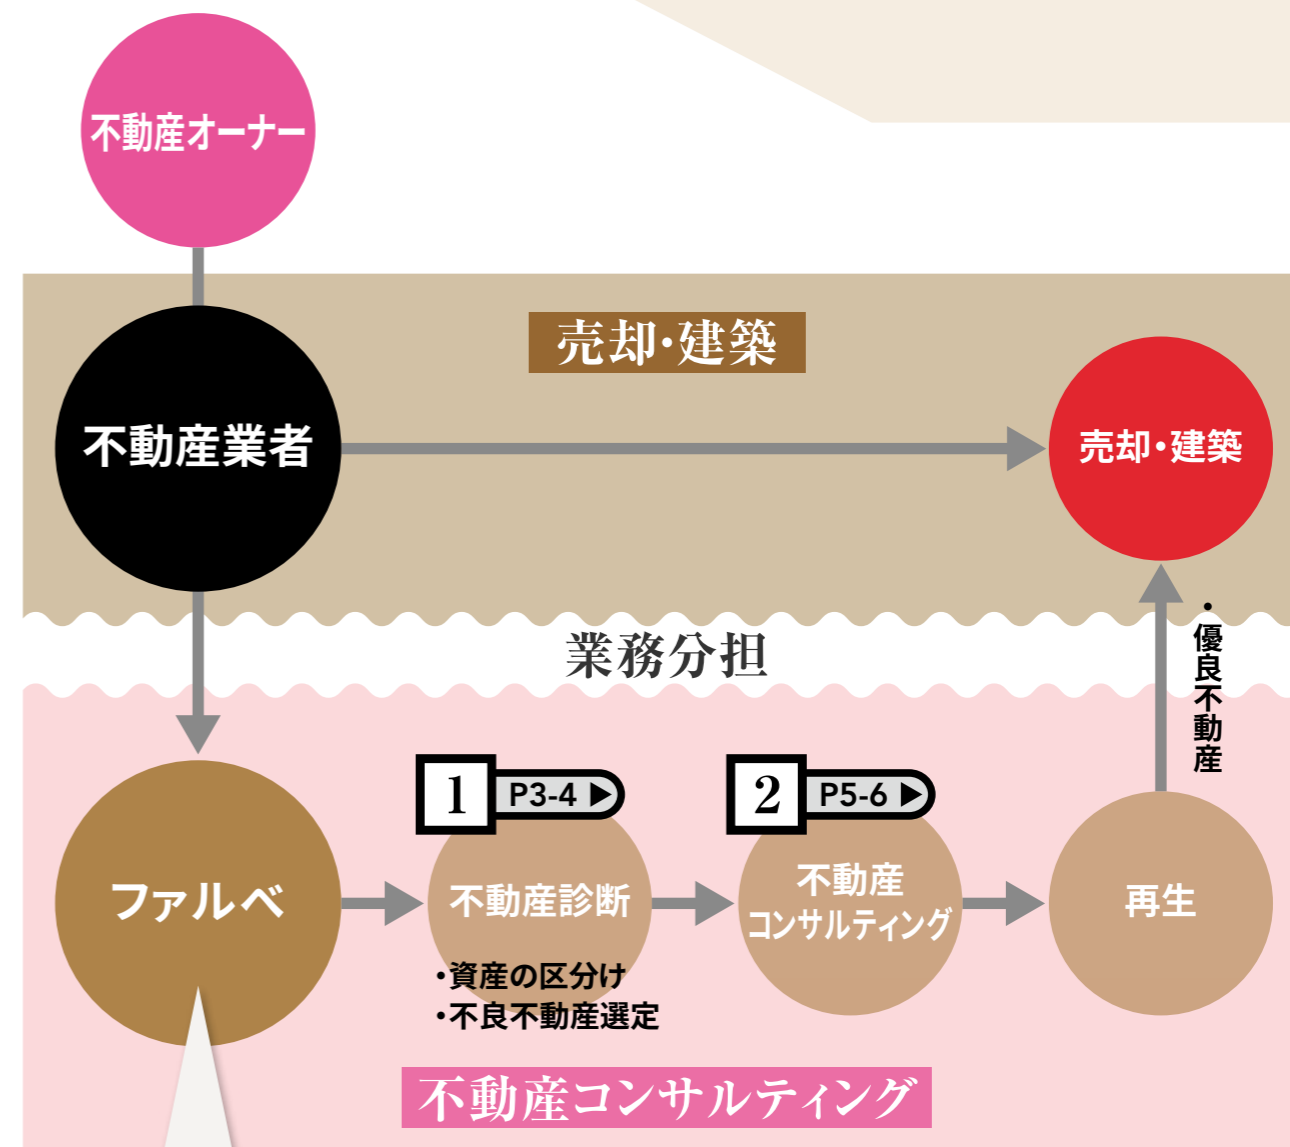 不動産オーナー
売却・建築
不動産業者
売却・建築
業務分担
・優良不動産
1 P3-4 ▶
2 P5-6 ▶
ファルベ
不動産診断
不動産
コンサルティング
再生
・資産の区分け
・不良不動産選定
不動産コンサルティング